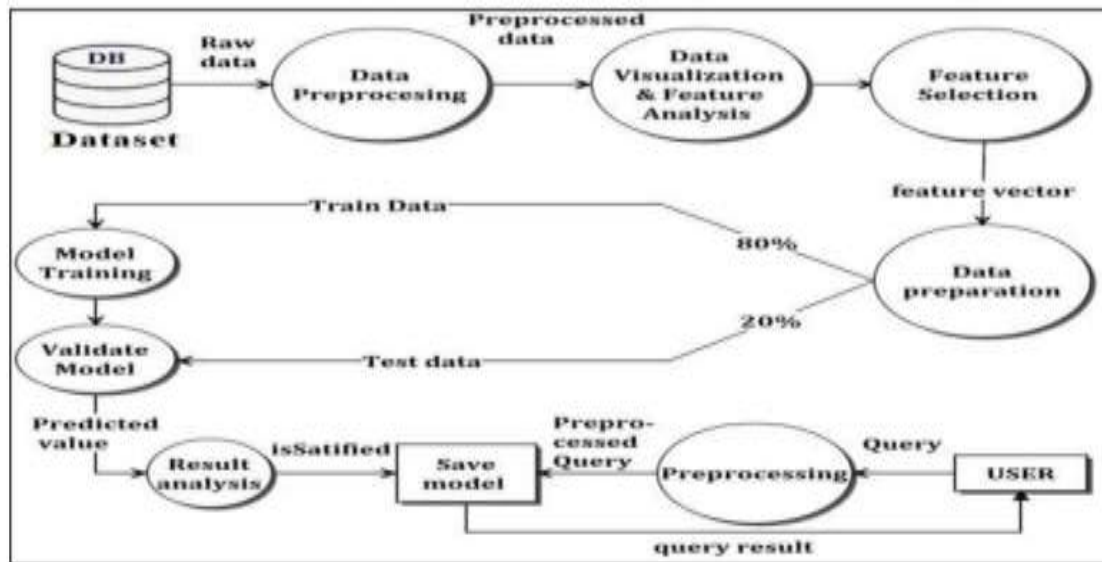 DB
Dataset
Raw
data
Data
Preprocesing
Preprocessed
data
Data
Visualization
& Feature
Analysis
Feature
Selection
feature vector
Data
preparation
80%
Train Data
20%
Test data
Model
Training
Validate
Model
Predicted
value
Result
analysis
isSatified
Save
model
Prepro-
cessed
Query
Preprocessing
Query
USER
query result